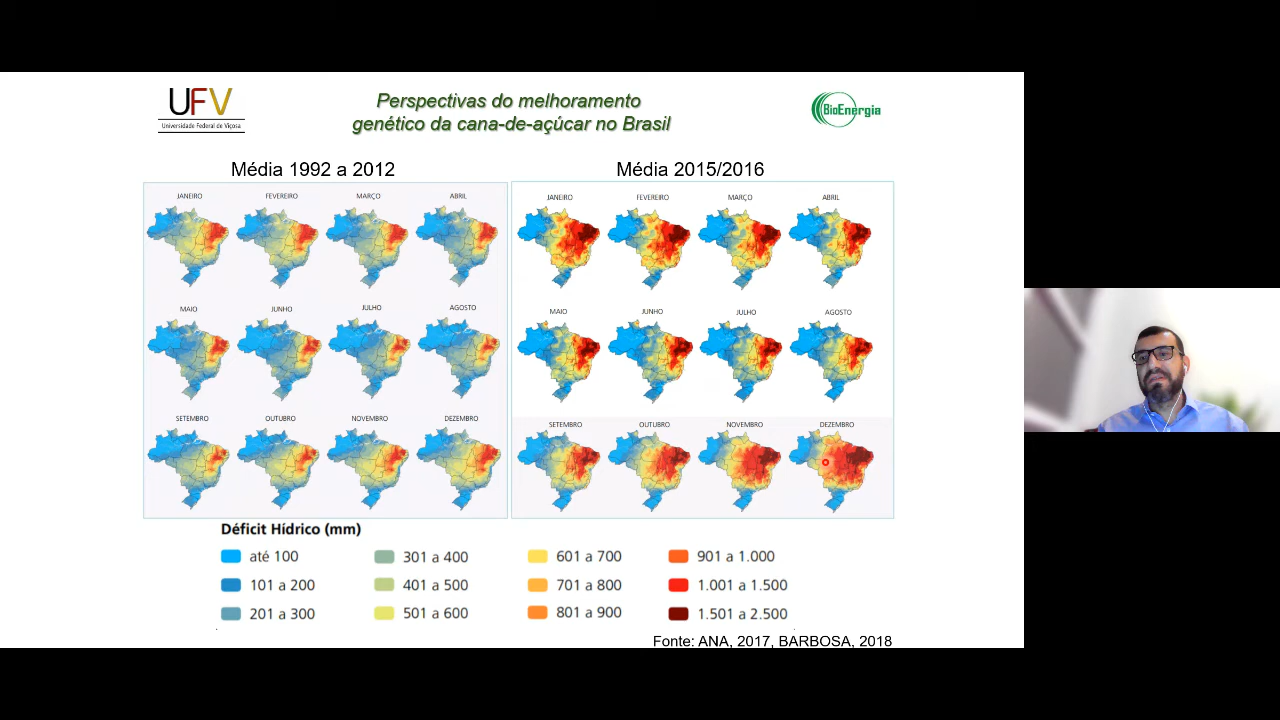 UFV
Universidade Federal de Viçosa
Perspectivas do melhoramento
genético da cana-de-açúcar no Brasil
BioEnergia
Média 1992 a 2012
JANEIRO FEVEREIRO MARÇO ABRIL
MAIO JUNHO JULHO AGOSTO
SETEMBRO OUTUBRO NOVEMBRO DEZEMBRO
Média 2015/2016
JANEIRO FEVEREIRO MARÇO ABRIL
MAIO JUNHO JULHO AGOSTO
SETEMBRO OUTUBRO NOVEMBRO DEZEMBRO
Déficit Hídrico (mm)
até 100 301 a 400 601 a 700 901 a 1.000
101 a 200 401 a 500 701 a 800 1.001 a 1.500
201 a 300 501 a 600 801 a 900 1.501 a 2.500
Fonte: ANA, 2017, BARBOSA, 2018